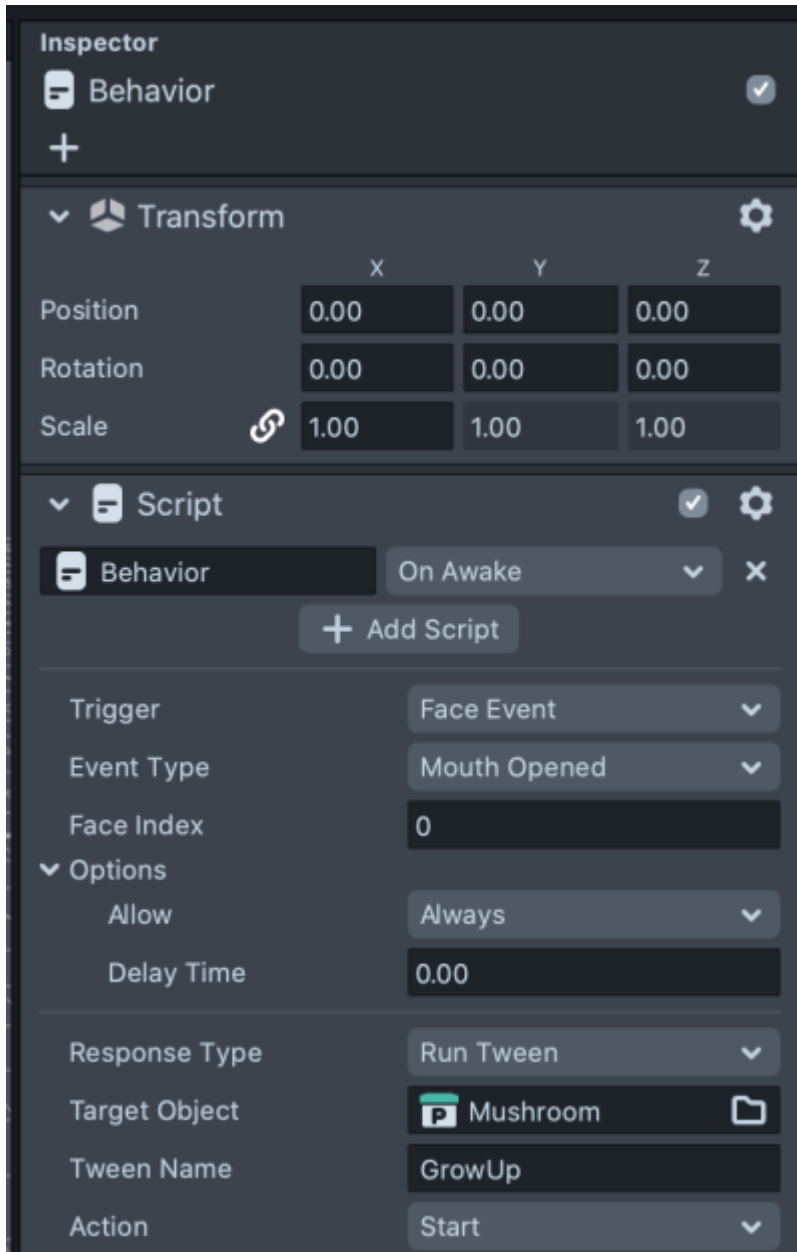 Inspector
Behavior
Transform
X Y Z
Position 0.00 0.00 0.00
Rotation 0.00 0.00 0.00
Scale 1.00 1.00 1.00
Script
Behavior On Awake
Add Script
Trigger Face Event
Event Type Mouth Opened
Face Index 0
Options
Allow Always
Delay Time 0.00
Response Type Run Tween
Target Object P Mushroom
Tween Name GrowUp
Action Start